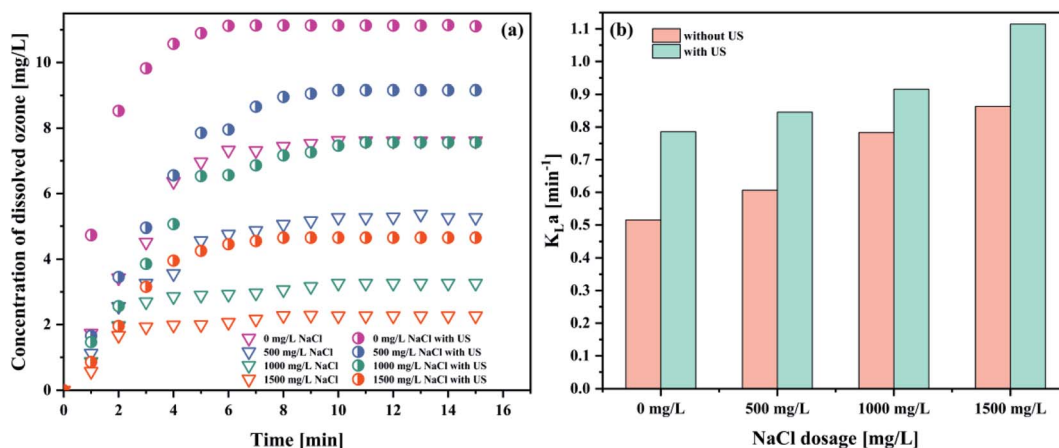 (a)
Concentration of dissolved ozone [mg/L]
10
8
6
4
2
0
0 mg/L NaCl 0 mg/L NaCl with US
500 mg/L NaCl 500 mg/L NaCl with US
1000 mg/L NaCl 1000 mg/L NaCl with US
1500 mg/L NaCl 1500 mg/L NaCl with US
0 2 4 6 8 10 12 14 16
Time [min]
(b)
without US
with US
K_La [min⁻¹]
1.1
1.0
0.9
0.8
0.7
0.6
0.5
0.4
0.3
0.2
0.1
0.0
0 mg/L 500 mg/L 1000 mg/L 1500 mg/L
NaCl dosage [mg/L]